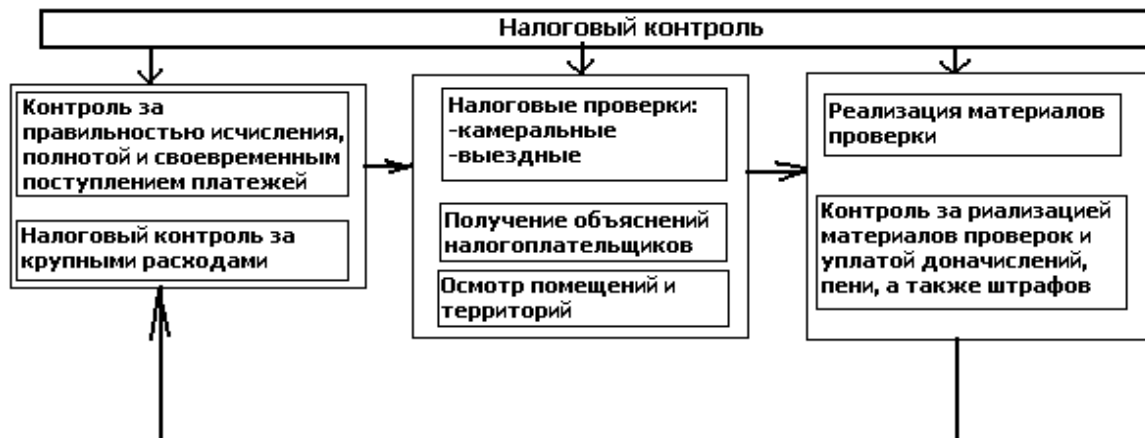 Налоговый контроль
Контроль за
правильностью исчисления,
полнотой и своевременным
поступлением платежей
Налоговый контроль за
крупными расходами
Налоговые проверки:
-камеральные
-выездные
Получение объяснений
налогоплательщиков
Осмотр помещений и
территорий
Реализация материалов
проверки
Контроль за риализацией
материалов проверок и
уплатой доначислений,
пени, а также штрафов